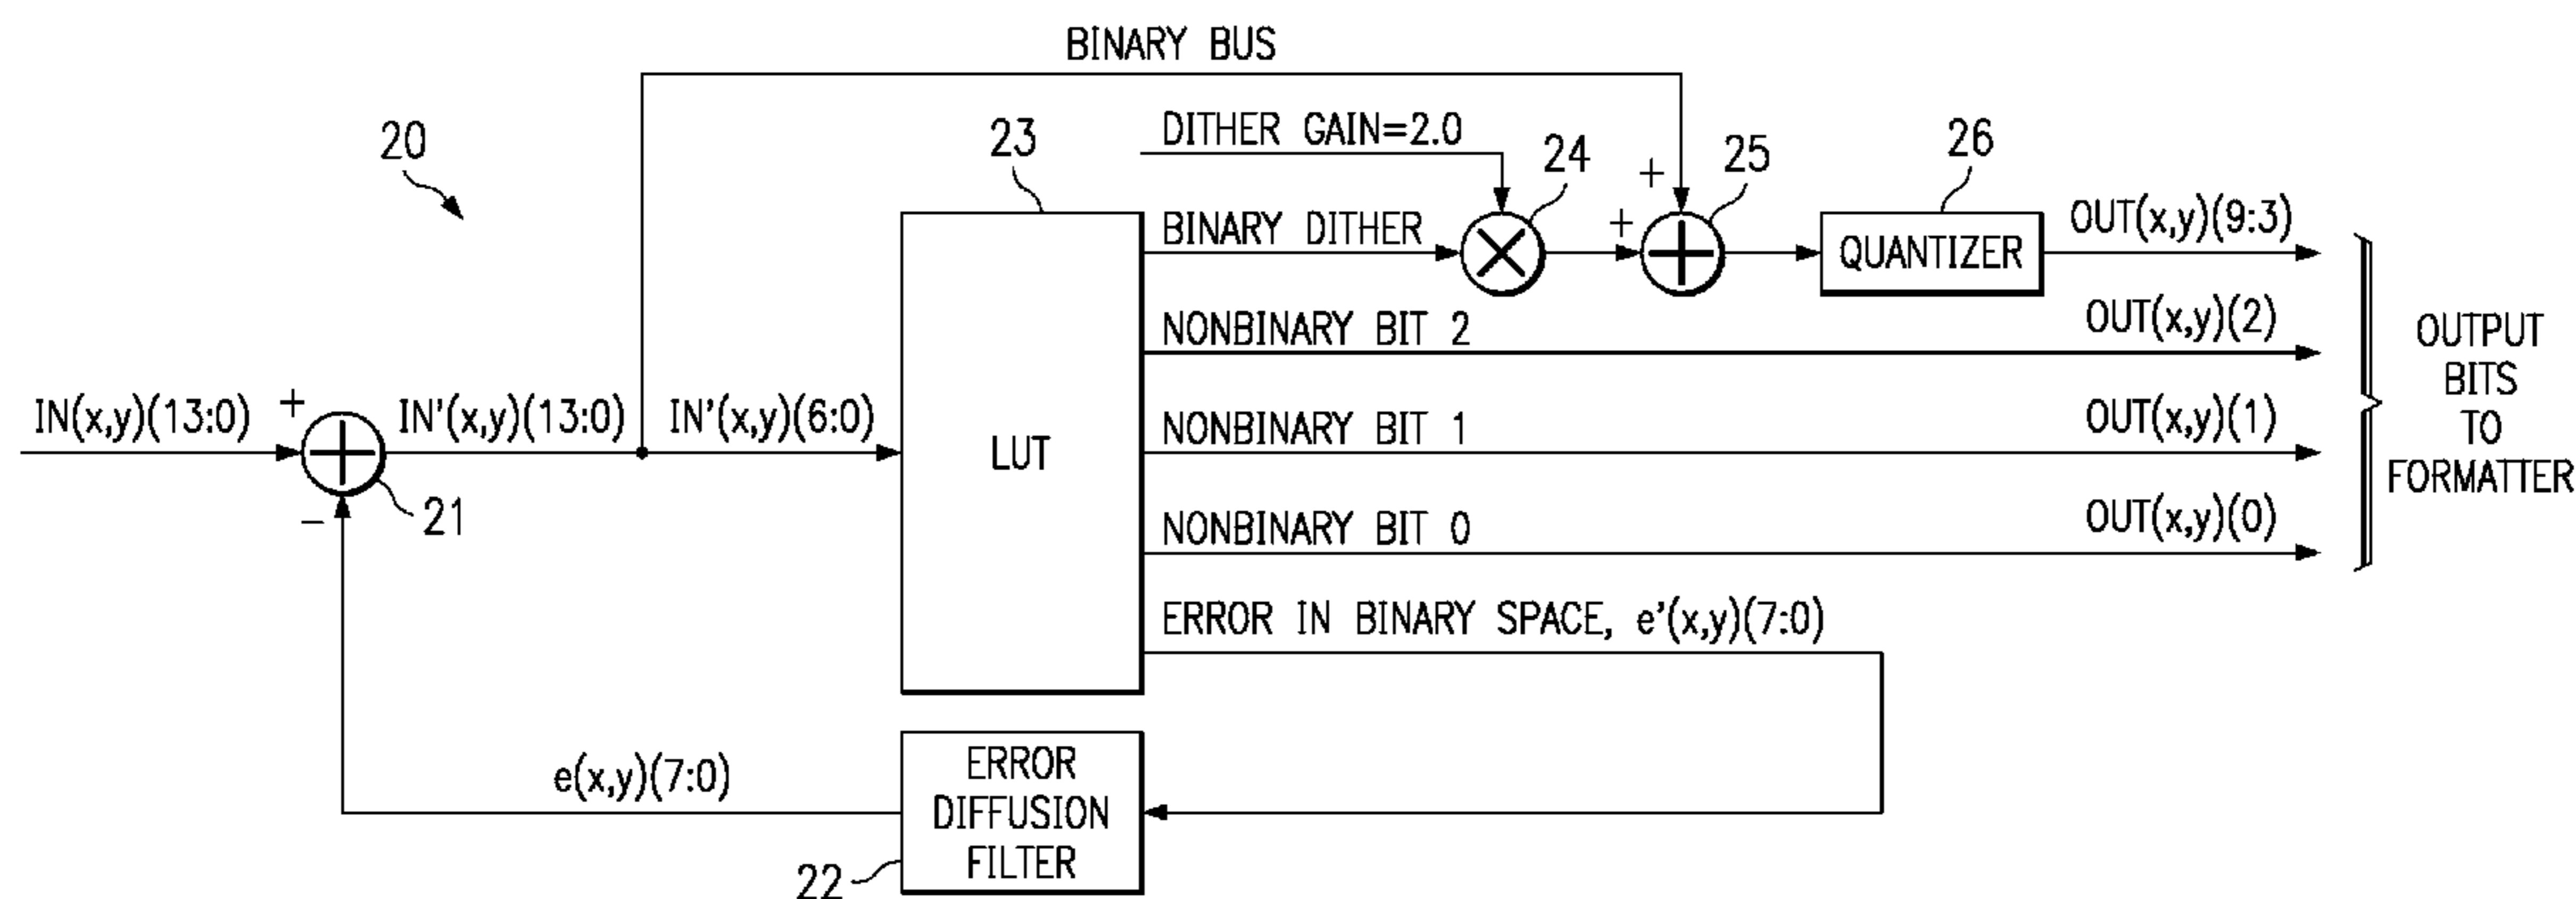 BINARY BUS
20
23
DITHER GAIN=2.0
24
+
25
26
BINARY DITHER
+
QUANTIZER
OUT(x,y)(9:3)
NONBINARY BIT 2
OUT(x,y)(2)
IN(x,y)(13:0)
+
IN'(x,y)(13:0)
IN'(x,y)(6:0)
LUT
NONBINARY BIT 1
OUT(x,y)(1)
OUTPUT
BITS
TO
FORMATTER
−
21
NONBINARY BIT 0
OUT(x,y)(0)
ERROR IN BINARY SPACE, e'(x,y)(7:0)
e(x,y)(7:0)
ERROR
DIFFUSION
FILTER
22